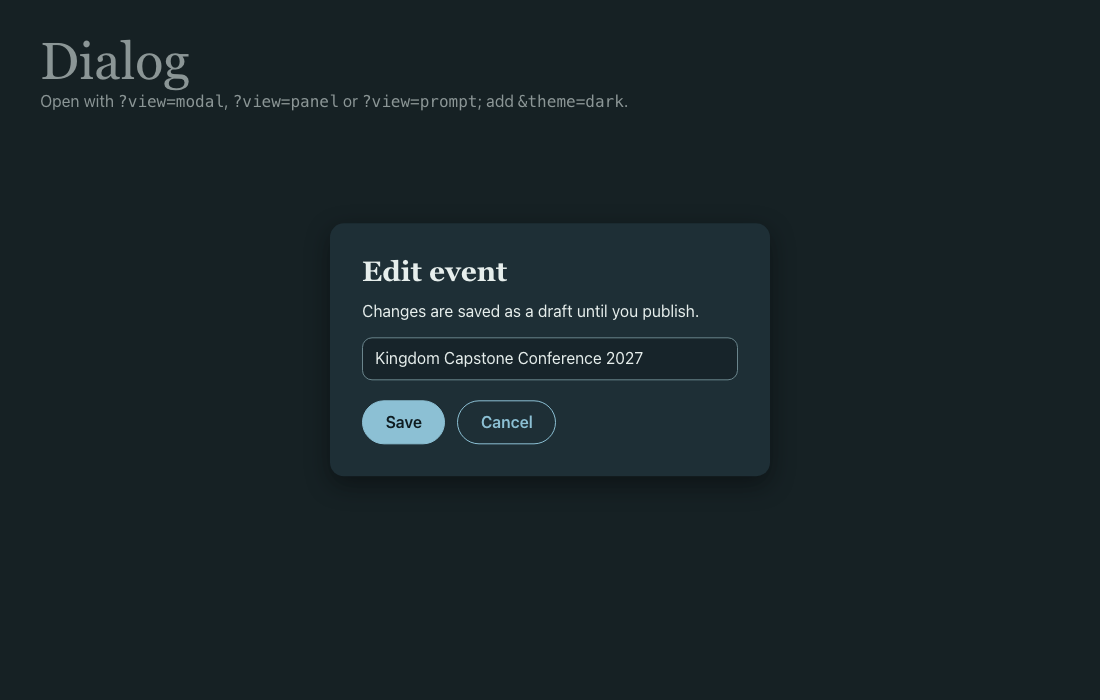 Dialog
Open with ?view=modal, ?view=panel or ?view=prompt; add &theme=dark.
Edit event
Changes are saved as a draft until you publish.
Kingdom Capstone Conference 2027
Save Cancel